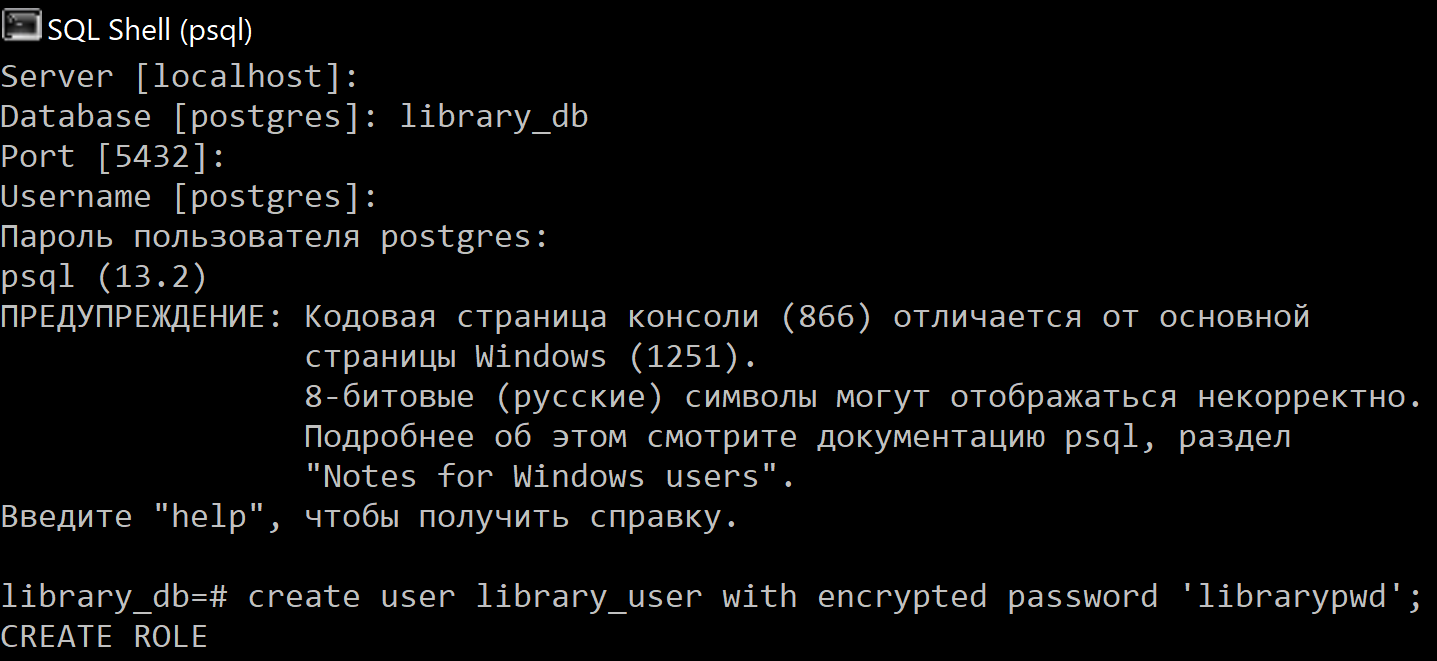 SQL Shell (psql)
Server [localhost]:
Database [postgres]: library_db
Port [5432]:
Username [postgres]:
Пароль пользователя postgres:
psql (13.2)
ПРЕДУПРЕЖДЕНИЕ: Кодовая страница консоли (866) отличается от основной
страницы Windows (1251).
8-битовые (русские) символы могут отображаться некорректно.
Подробнее об этом смотрите документацию psql, раздел
"Notes for Windows users".
Введите "help", чтобы получить справку.
library_db=# create user library_user with encrypted password 'librarypwd';
CREATE ROLE